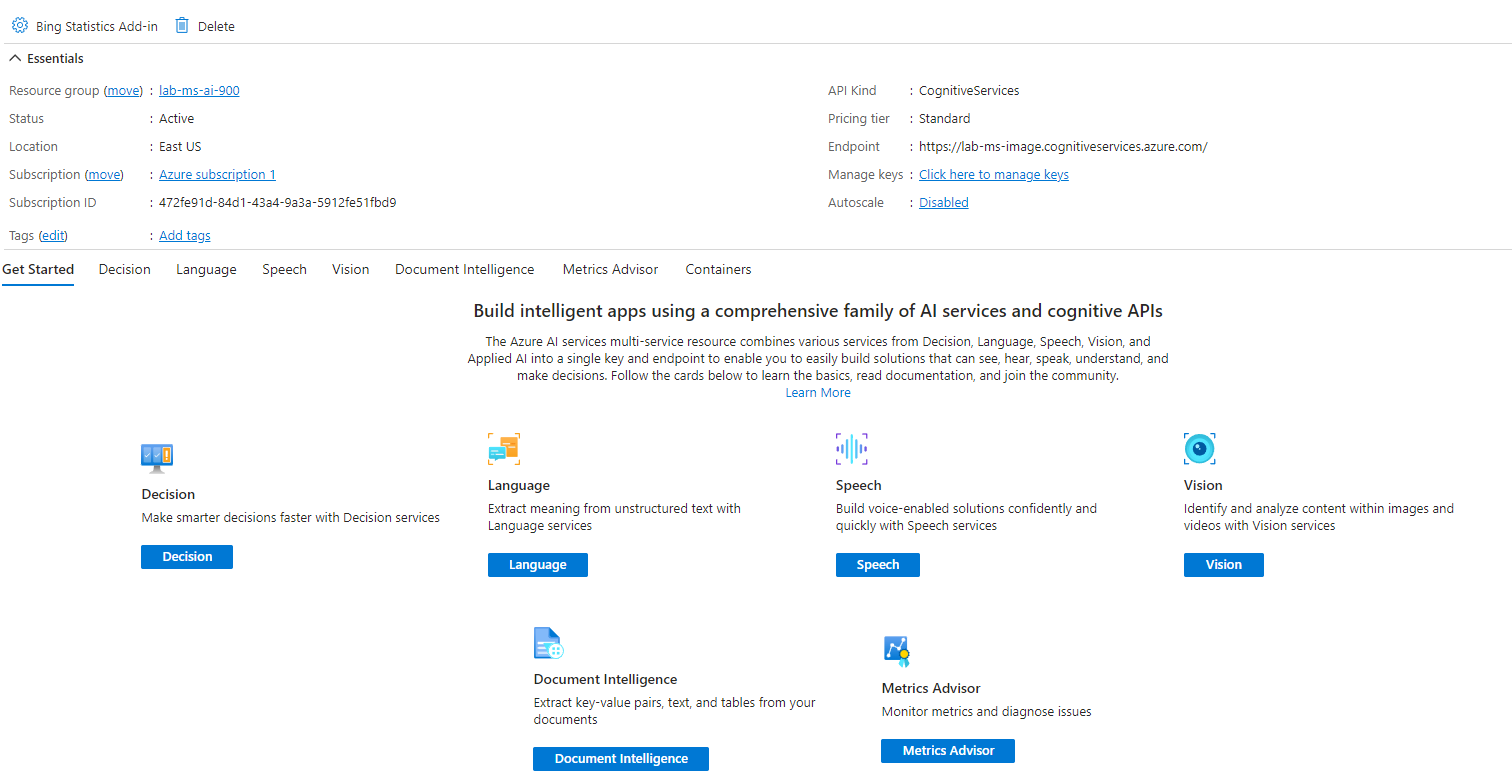 Bing Statistics Add-in Delete
Essentials
Resource group (move) : lab-ms-ai-900
Status : Active
Location : East US
Subscription (move) : Azure subscription 1
Subscription ID : 472fe91d-84d1-43a4-9a3a-5912fe51fbd9
Tags (edit) : Add tags
API Kind : CognitiveServices
Pricing tier : Standard
Endpoint : https://lab-ms-image.cognitiveservices.azure.com/
Manage keys : Click here to manage keys
Autoscale : Disabled
Get Started Decision Language Speech Vision Document Intelligence Metrics Advisor Containers
Build intelligent apps using a comprehensive family of AI services and cognitive APIs
The Azure AI services multi-service resource combines various services from Decision, Language, Speech, Vision, and
Applied AI into a single key and endpoint to enable you to easily build solutions that can see, hear, speak, understand, and
make decisions. Follow the cards below to learn the basics, read documentation, and join the community.
Learn More
Decision
Make smarter decisions faster with Decision services
Decision
Language
Extract meaning from unstructured text with
Language services
Language
Speech
Build voice-enabled solutions confidently and
quickly with Speech services
Speech
Vision
Identify and analyze content within images and
videos with Vision services
Vision
Document Intelligence
Extract key-value pairs, text, and tables from your
documents
Document Intelligence
Metrics Advisor
Monitor metrics and diagnose issues
Metrics Advisor